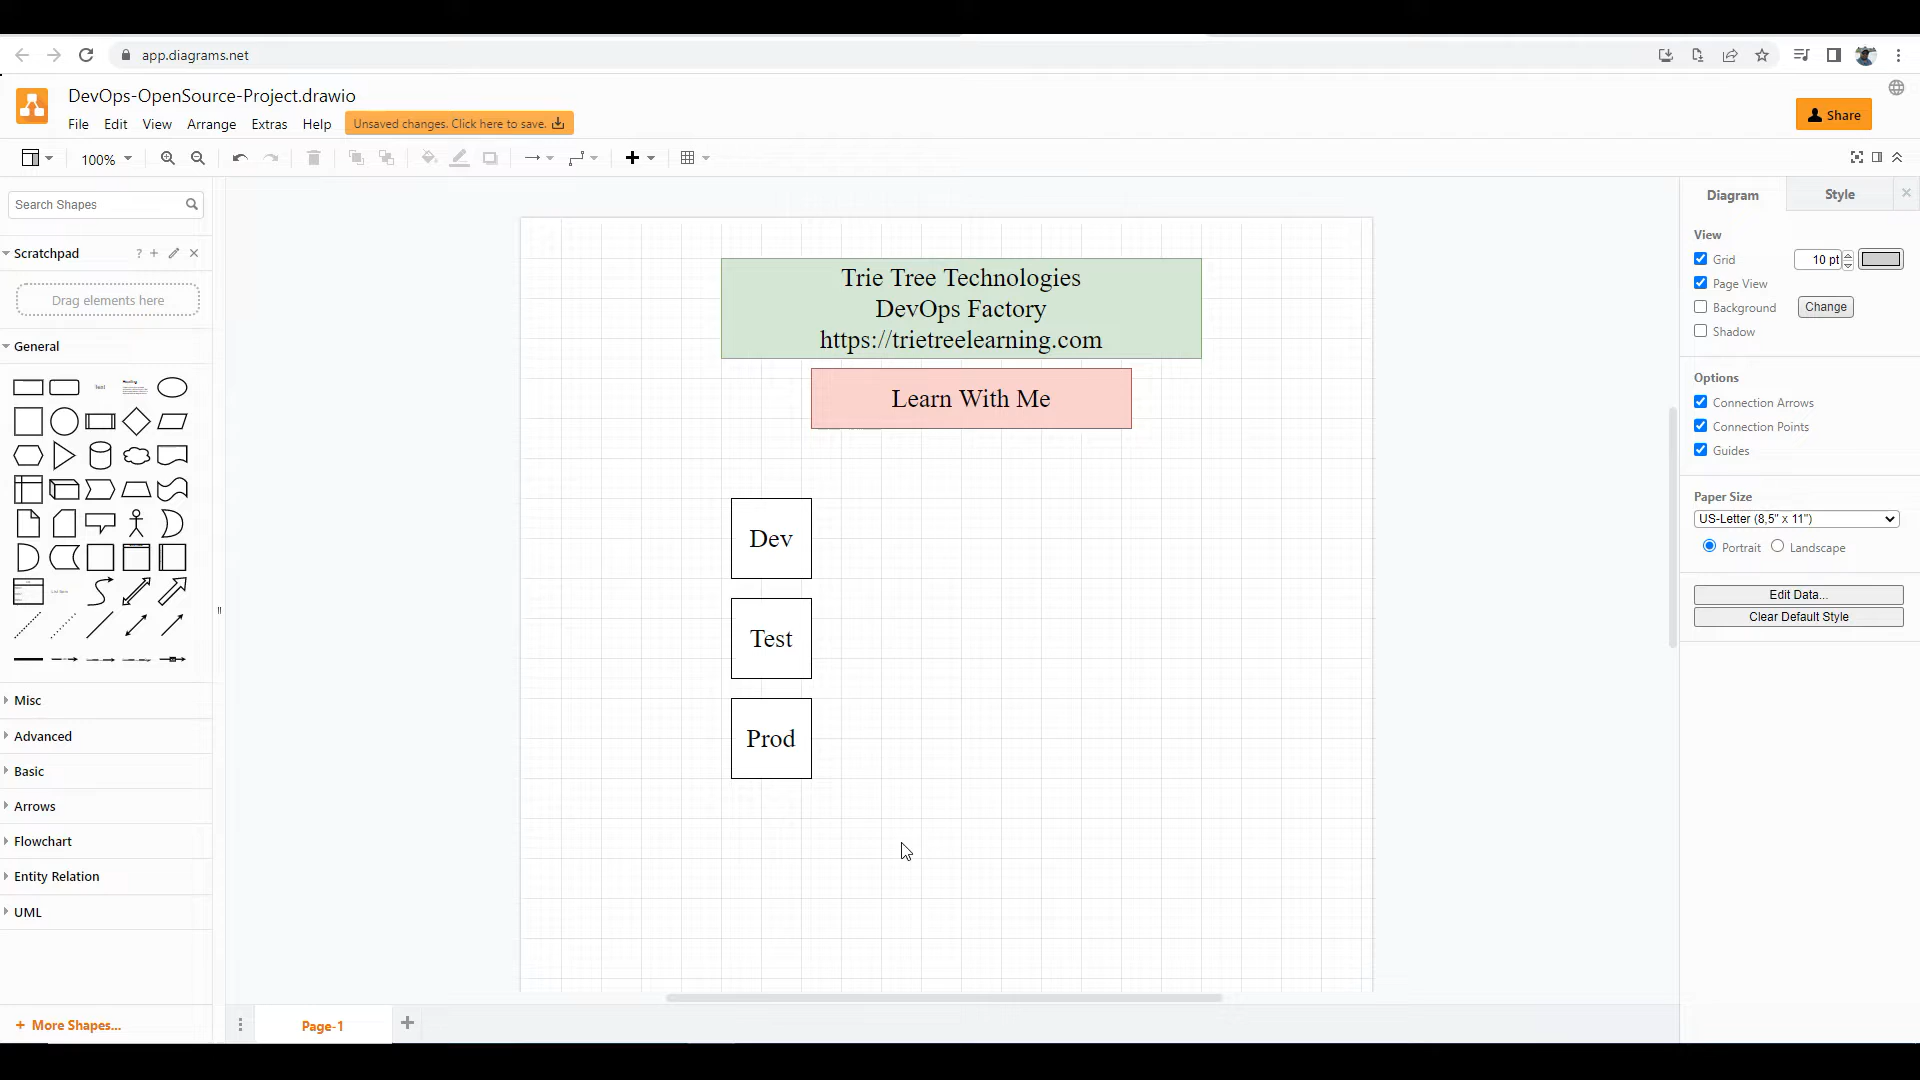 app.diagrams.net
DevOps-OpenSource-Project.drawio
File Edit View Arrange Extras Help Unsaved changes. Click here to save.
Share
100%
Search Shapes
Scratchpad ?
Drag elements here
General
Text
Heading
List Item
Misc
Advanced
Basic
Arrows
Flowchart
Entity Relation
UML
+ More Shapes...
Trie Tree Technologies
DevOps Factory
https://trietreelearning.com
Learn With Me
Dev
Test
Prod
Page-1
Diagram Style
View
Grid 10 pt
Page View
Background Change
Shadow
Options
Connection Arrows
Connection Points
Guides
Paper Size
US-Letter (8,5" x 11")
Portrait Landscape
Edit Data...
Clear Default Style